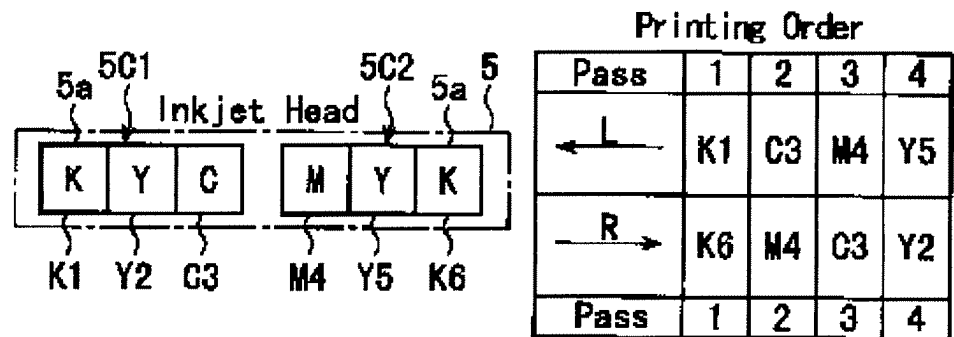 5a 5C1 Inkjet Head 5C2 5a 5
K Y C M Y K
K1 Y2 C3 M4 Y5 K6
Printing Order
Pass 1 2 3 4
L K1 C3 M4 Y5
R K6 M4 C3 Y2
Pass 1 2 3 4